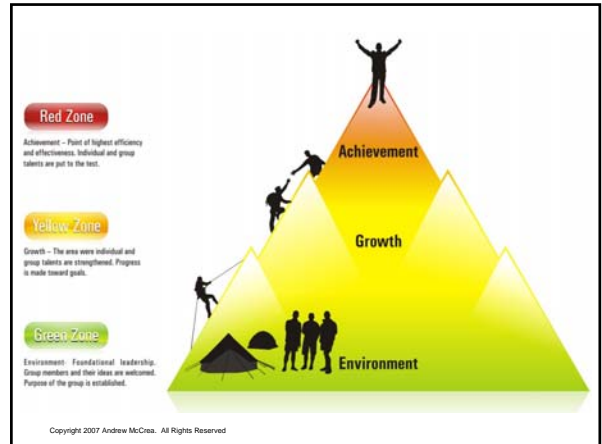 Red Zone
Achievement – Point of highest efficiency
and effectiveness. Individual and group
talents are put to the test.
Yellow Zone
Growth – The area were individual and
group talents are strengthened. Progress
is made toward goals.
Green Zone
Environment- Foundational leadership.
Group members and their ideas are welcomed.
Purpose of the group is established.
Achievement
Growth
Environment
Copyright 2007 Andrew McCrea. All Rights Reserved